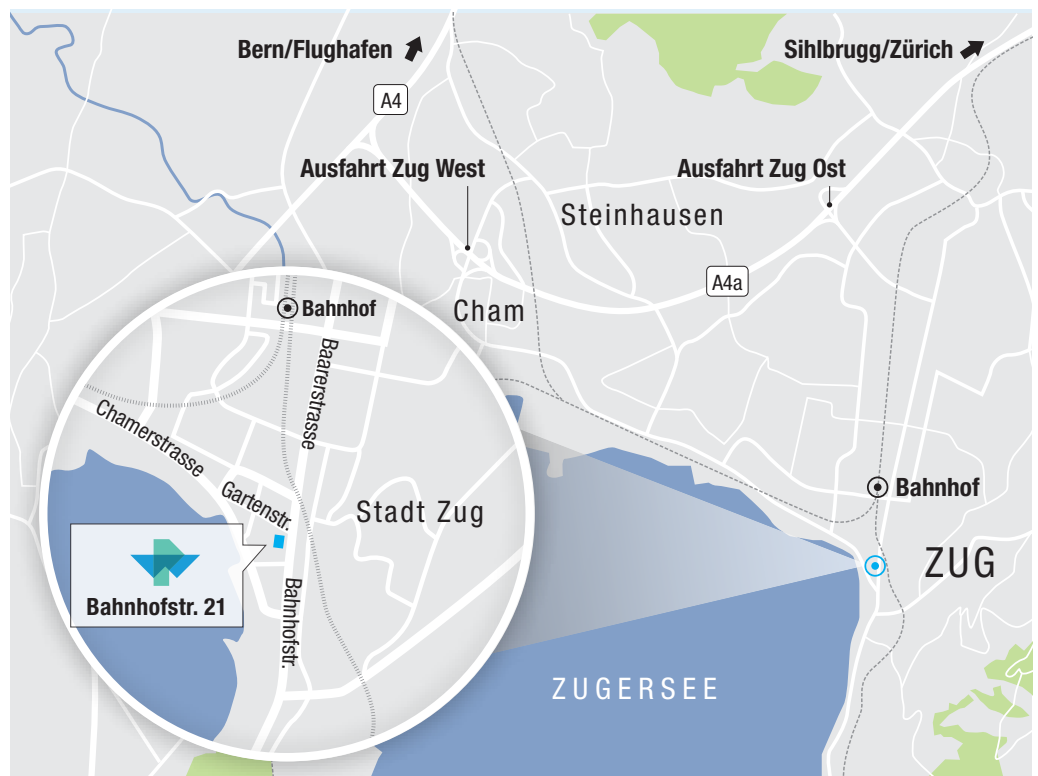 Bern/Flughafen
Sihlbrugg/Zürich
A4
Ausfahrt Zug West
Ausfahrt Zug Ost
Steinhausen
A4a
Cham
Bahnhof
Baarerstrasse
Chamerstrasse
Gartenstr.
Stadt Zug
Bahnhof
ZUG
Bahnhofstr. 21
Bahnhofstr.
ZUGERSEE